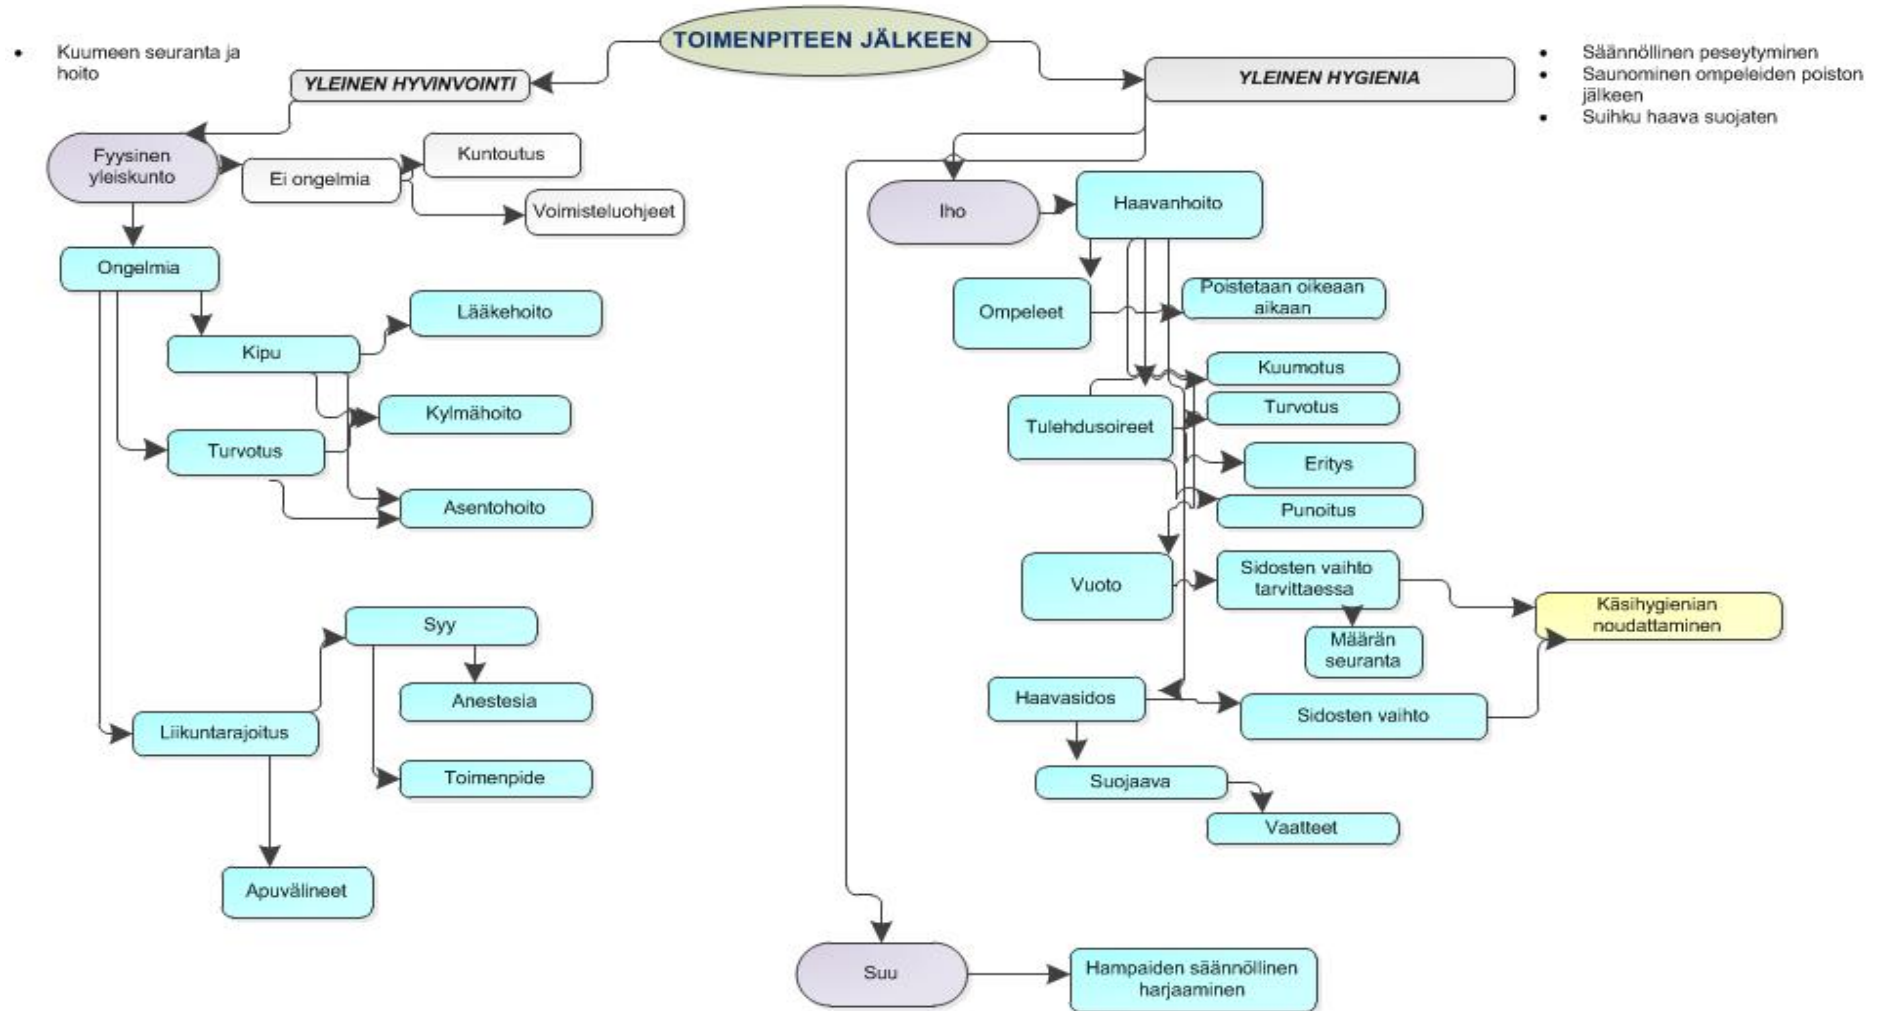 TOIMENPITEEN JÄLKEEN
• Kuumeen seuranta ja
hoito
YLEINEN HYVINVOINTI
YLEINEN HYGIENIA
• Säännöllinen peseytyminen
• Saunominen ompeleiden poiston
jälkeen
• Suihku haava suojaten
Fyysinen
yleiskunto
Ei ongelmia
Kuntoutus
Voimisteluohjeet
Ongelmia
Kipu
Lääkehoito
Kylmähoito
Turvotus
Asentohoito
Syy
Anestesia
Liikuntarajoitus
Toimenpide
Apuvälineet
Iho
Haavanhoito
Ompeleet
Poistetaan oikeaan
aikaan
Kuumotus
Turvotus
Tulehdusoireet
Eritys
Punoitus
Vuoto
Sidosten vaihto
tarvittaessa
Käsihygienian
noudattaminen
Määrän
seuranta
Haavasidos
Sidosten vaihto
Suojaava
Vaatteet
Suu
Hampaiden säännöllinen
harjaaminen